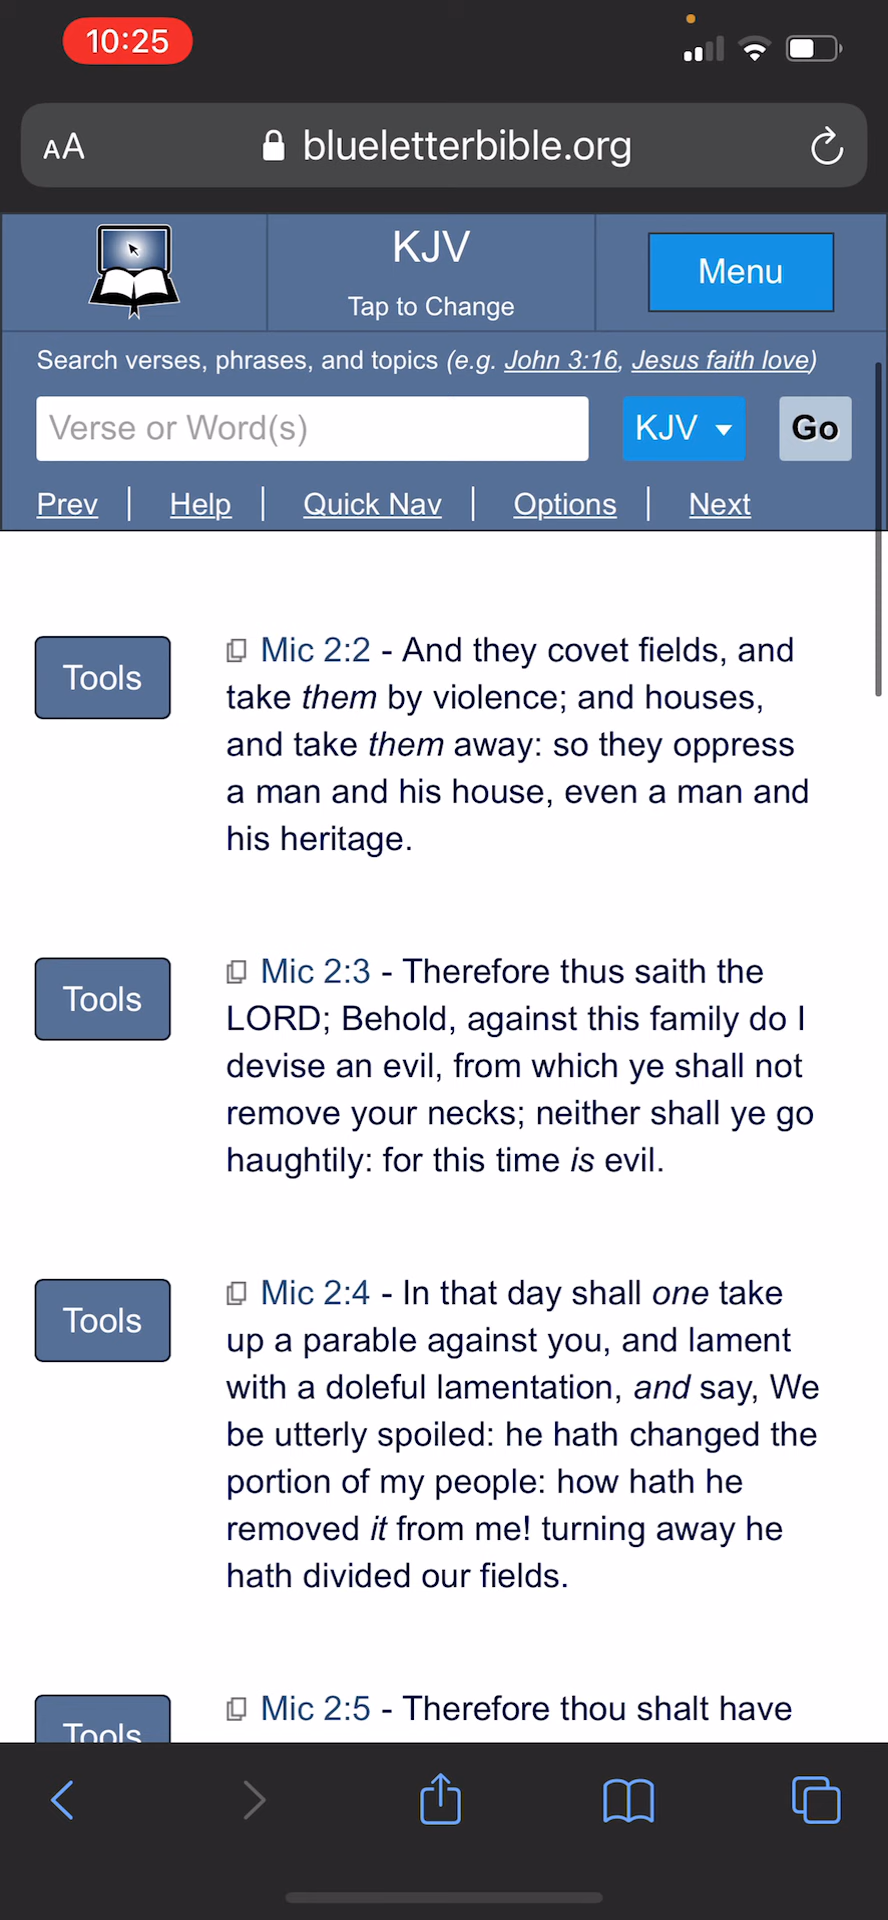 10:25
AA blueletterbible.org
KJV
Tap to Change
Menu
Search verses, phrases, and topics (e.g. John 3:16, Jesus faith love)
Verse or Word(s) KJV Go
Prev | Help | Quick Nav | Options | Next
Tools
Mic 2:2 - And they covet fields, and
take them by violence; and houses,
and take them away: so they oppress
a man and his house, even a man and
his heritage.
Tools
Mic 2:3 - Therefore thus saith the
LORD; Behold, against this family do I
devise an evil, from which ye shall not
remove your necks; neither shall ye go
haughtily: for this time is evil.
Tools
Mic 2:4 - In that day shall one take
up a parable against you, and lament
with a doleful lamentation, and say, We
be utterly spoiled: he hath changed the
portion of my people: how hath he
removed it from me! turning away he
hath divided our fields.
Tools
Mic 2:5 - Therefore thou shalt have